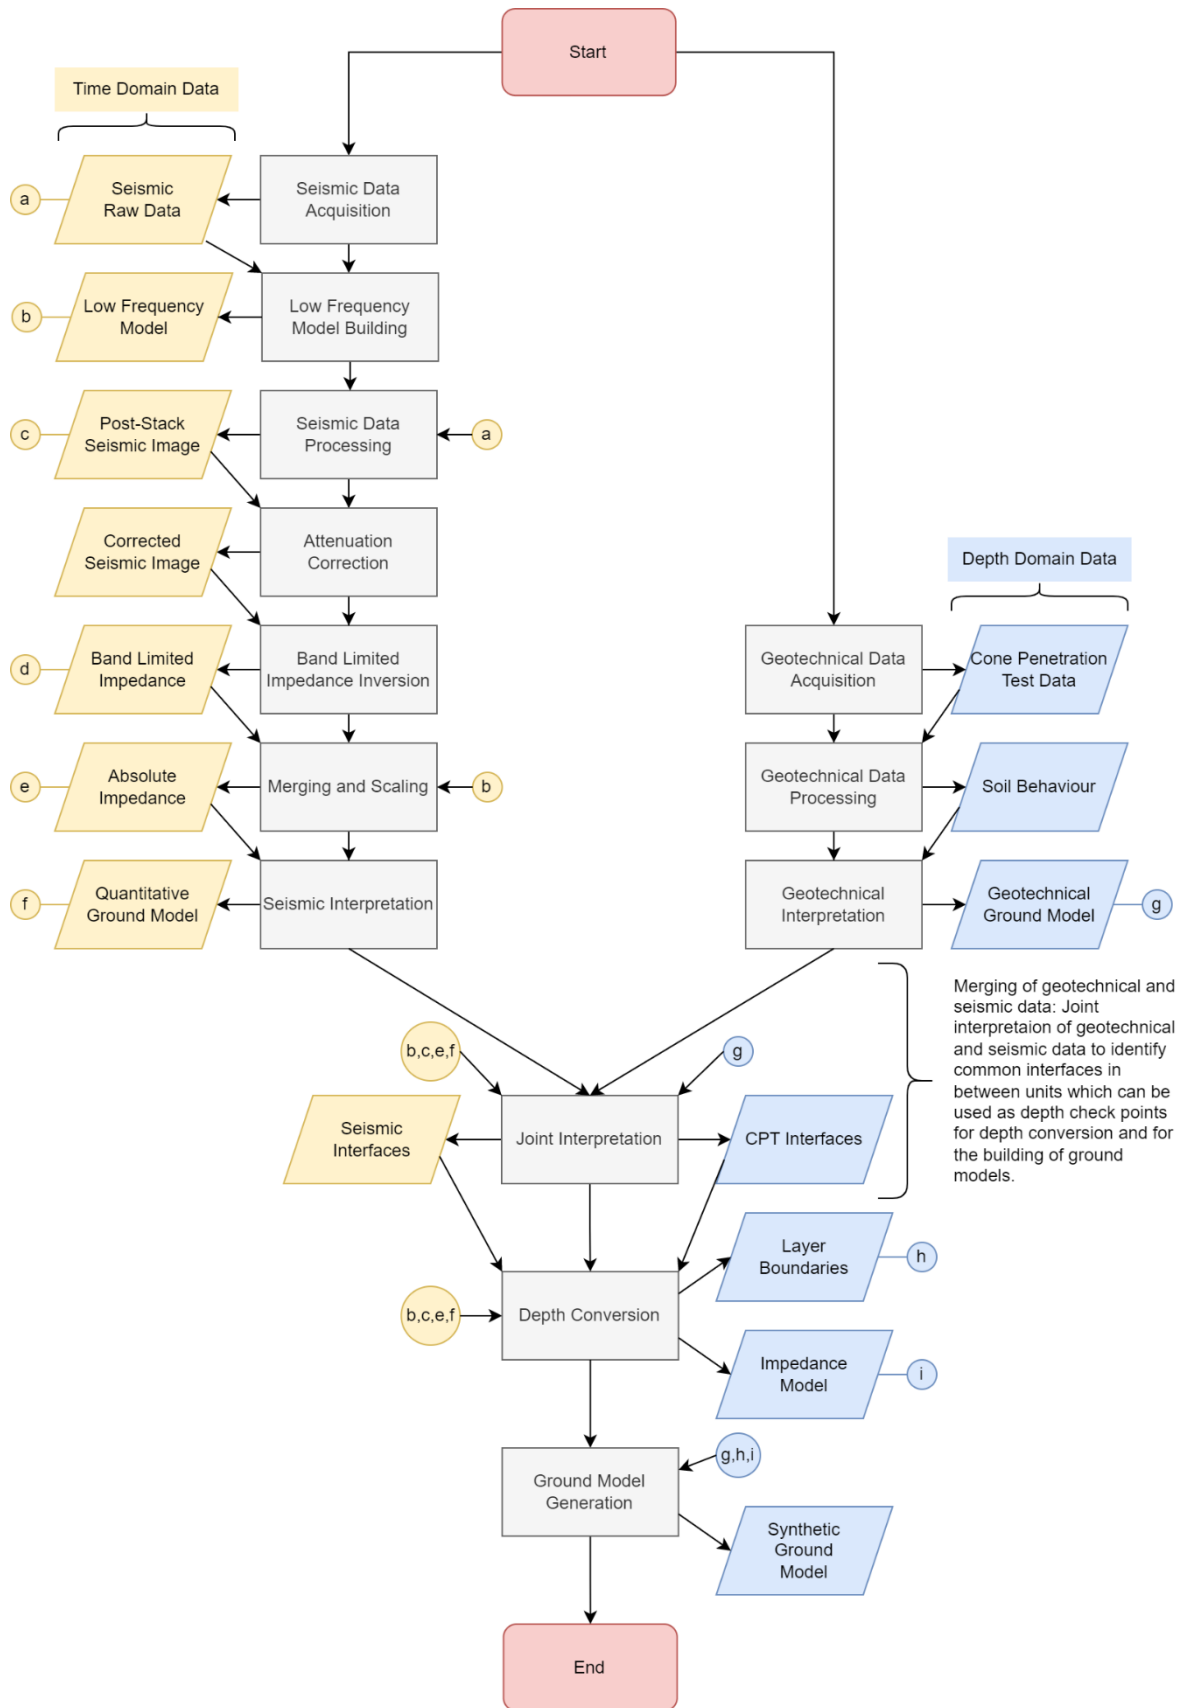 Start
Time Domain Data
a
Seismic
Raw Data
Seismic Data
Acquisition
b
Low Frequency
Model
Low Frequency
Model Building
c
Post-Stack
Seismic Image
Seismic Data
Processing
a
Corrected
Seismic Image
Attenuation
Correction
Depth Domain Data
d
Band Limited
Impedance
Band Limited
Impedance Inversion
Geotechnical Data
Acquisition
Cone Penetration
Test Data
e
Absolute
Impedance
Merging and Scaling
b
Geotechnical Data
Processing
Soil Behaviour
f
Quantitative
Ground Model
Seismic Interpretation
Geotechnical
Interpretation
Geotechnical
Ground Model
g
Merging of geotechnical and
seismic data: Joint
interpretaion of geotechnical
and seismic data to identify
common interfaces in
between units which can be
used as depth check points
for depth conversion and for
the building of ground
models.
b,c,e,f
g
Seismic
Interfaces
Joint Interpretation
CPT Interfaces
Layer
Boundaries
h
b,c,e,f
Depth Conversion
Impedance
Model
i
g,h,i
Ground Model
Generation
Synthetic
Ground
Model
End